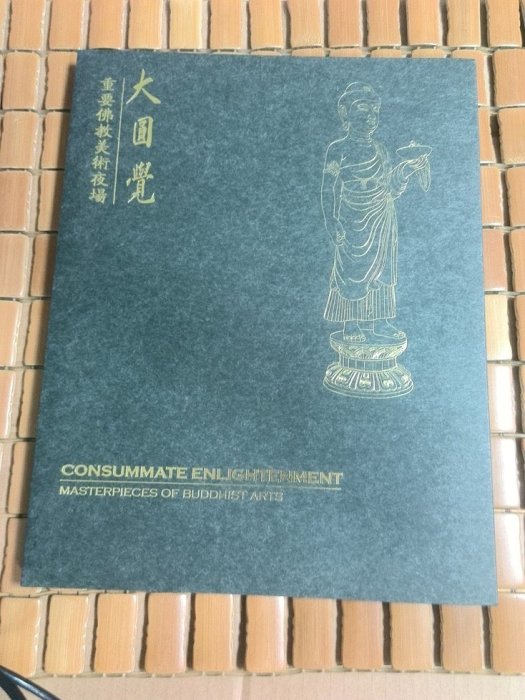 大圓覺
重要佛教美術夜場
CONSUMMATE ENLIGHTENMENT
MASTERPIECES OF BUDDHIST ARTS